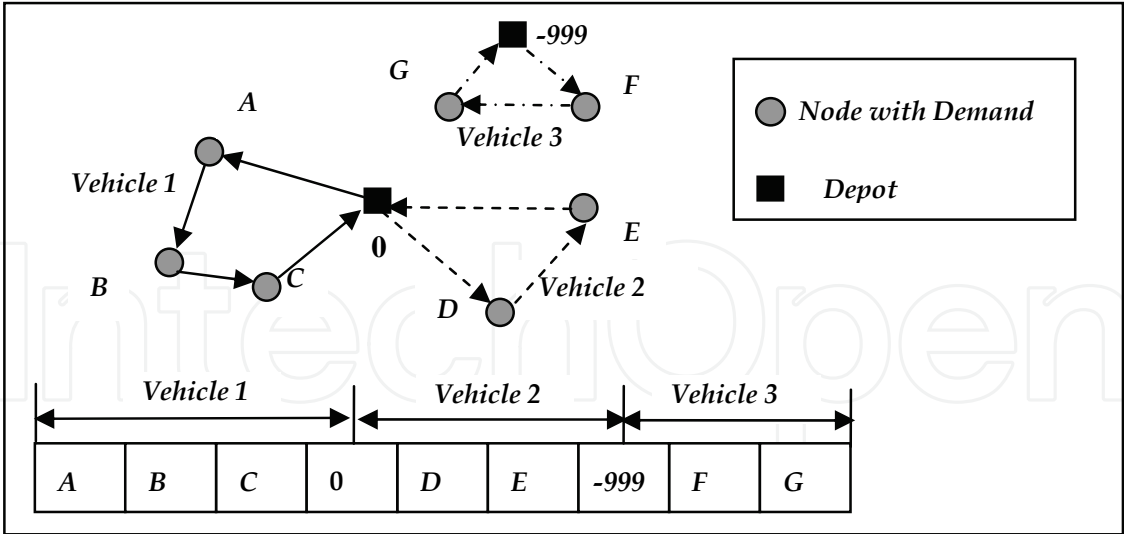 -999
G
F
A
Vehicle 3
Node with Demand
Vehicle 1
Depot
0
E
B
C
D
Vehicle 2
IntechOpen
Vehicle 1
Vehicle 2
Vehicle 3
A B C 0 D E -999 F G